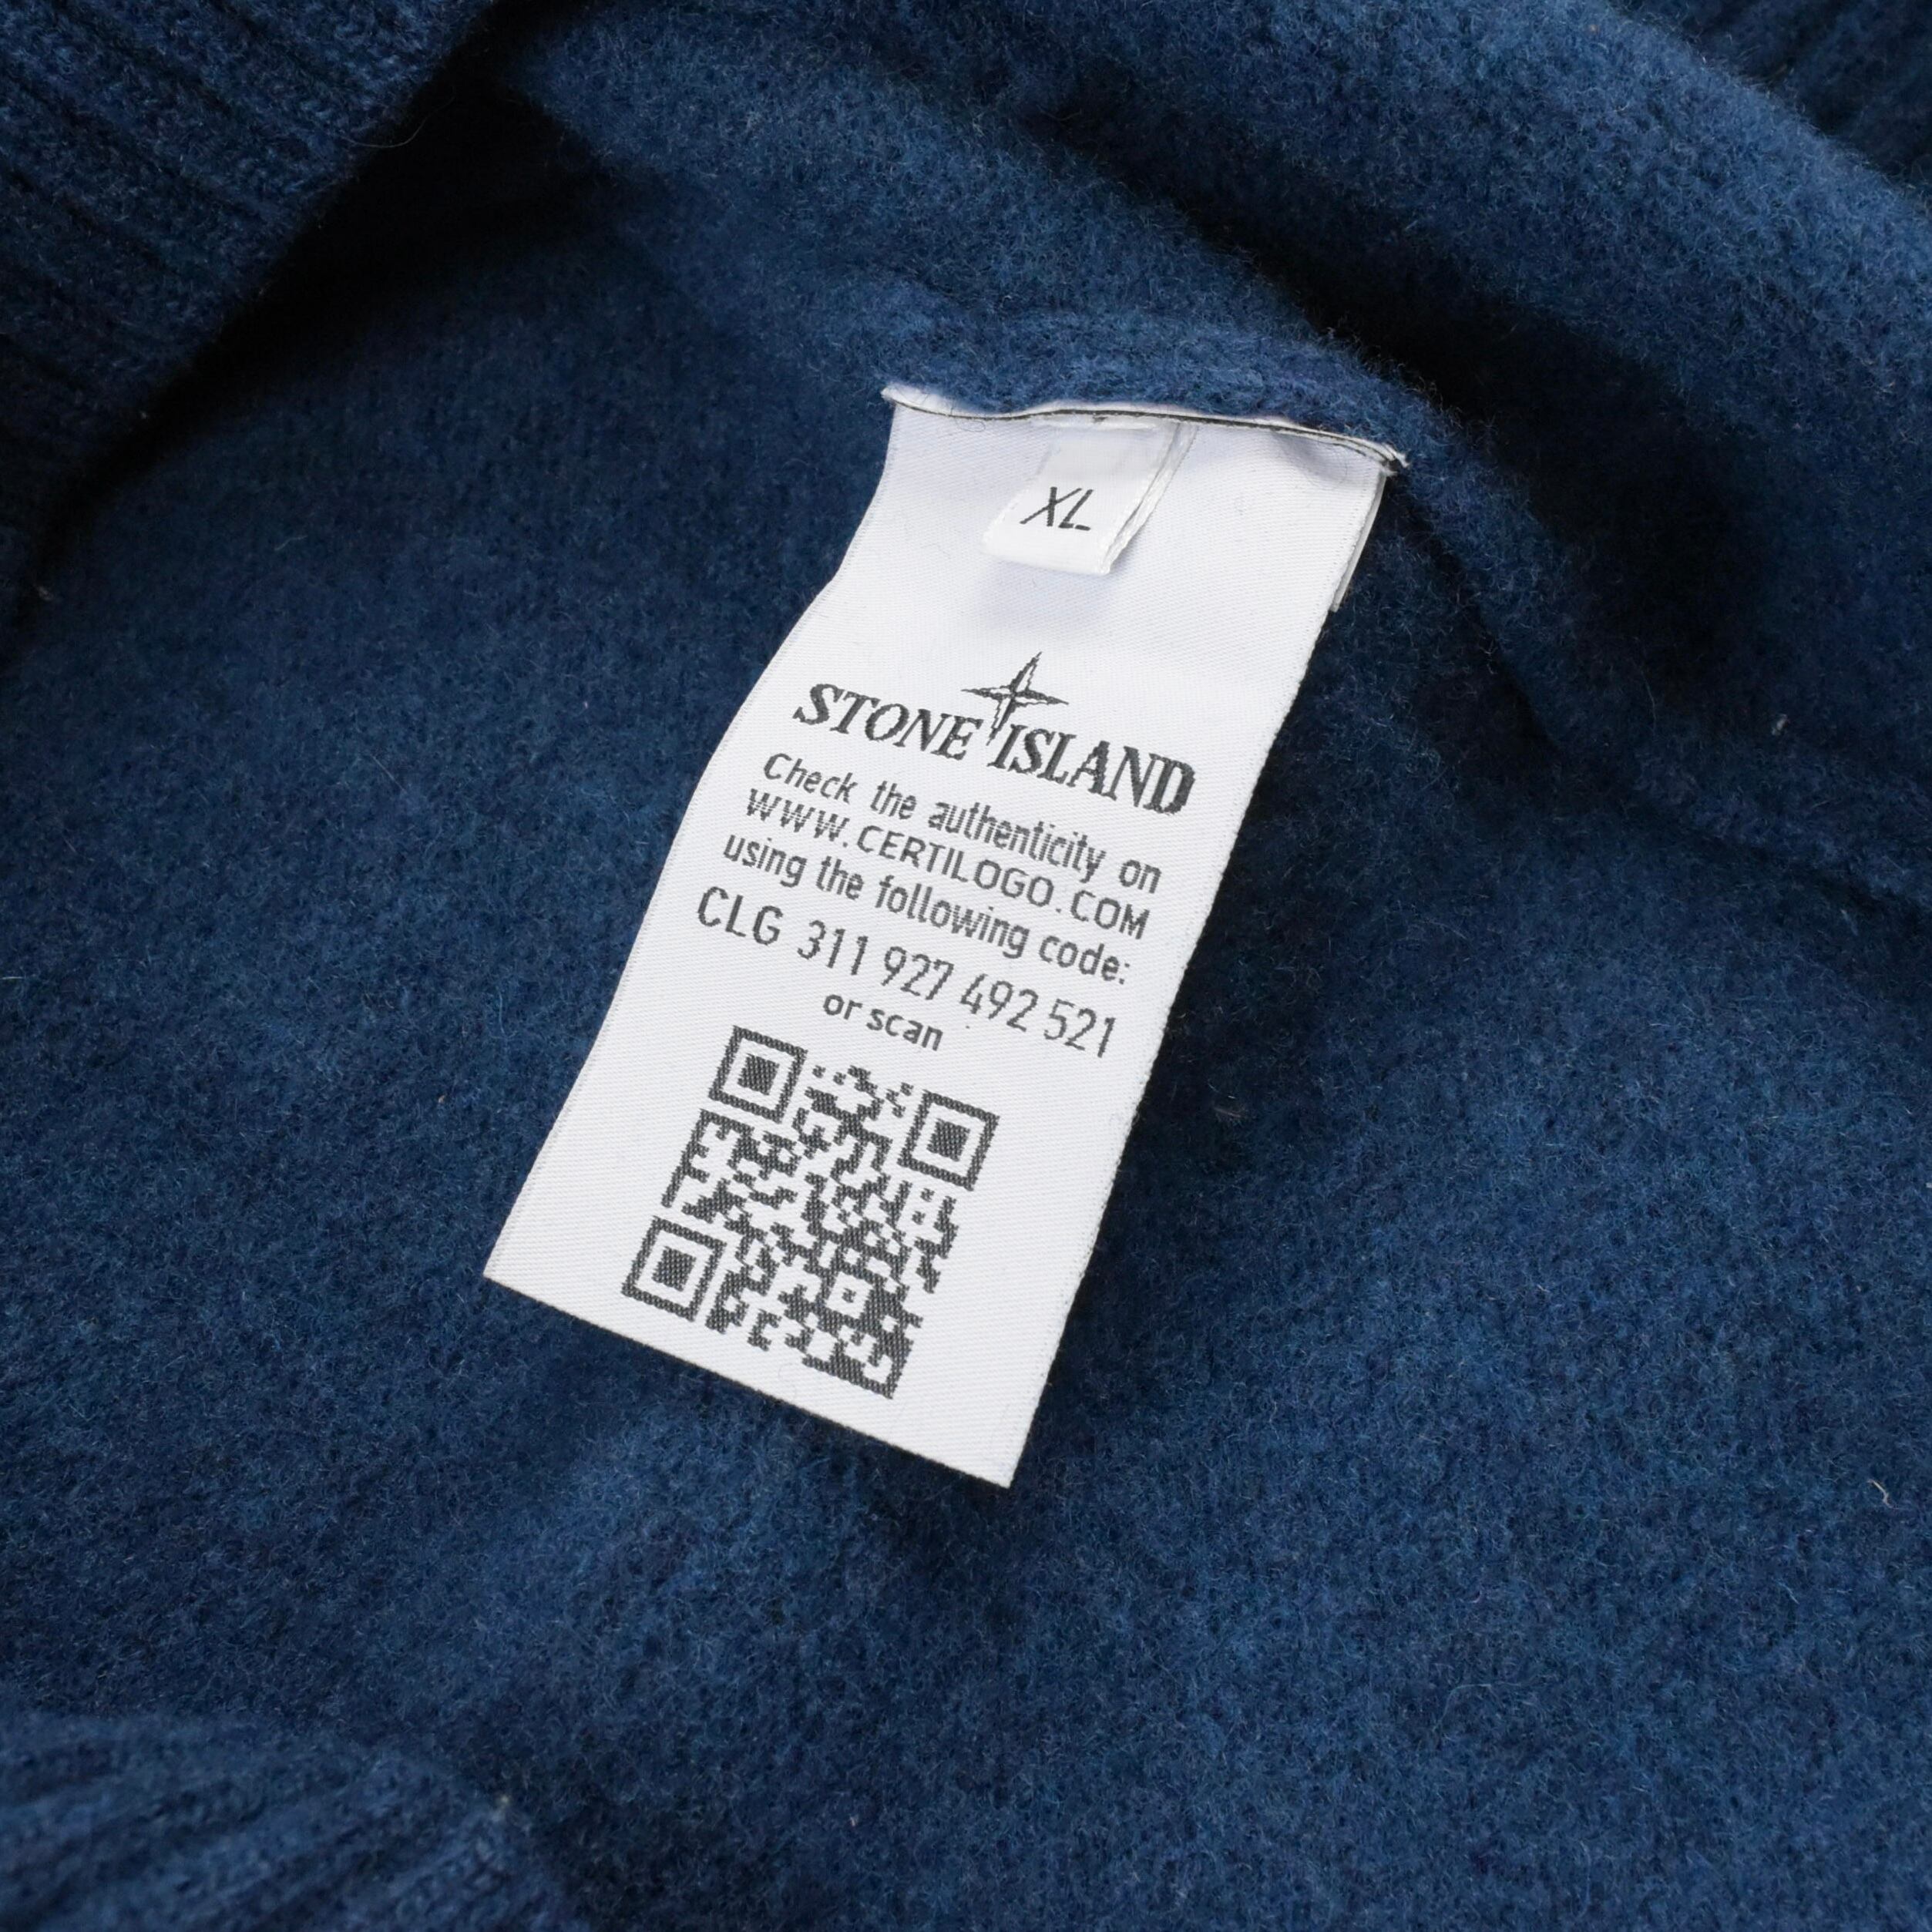 XL
STONE ISLAND
Check the authenticity on
WWW.CERTILOGO.COM
using the following code:
CLG 311 927 492 521
or scan